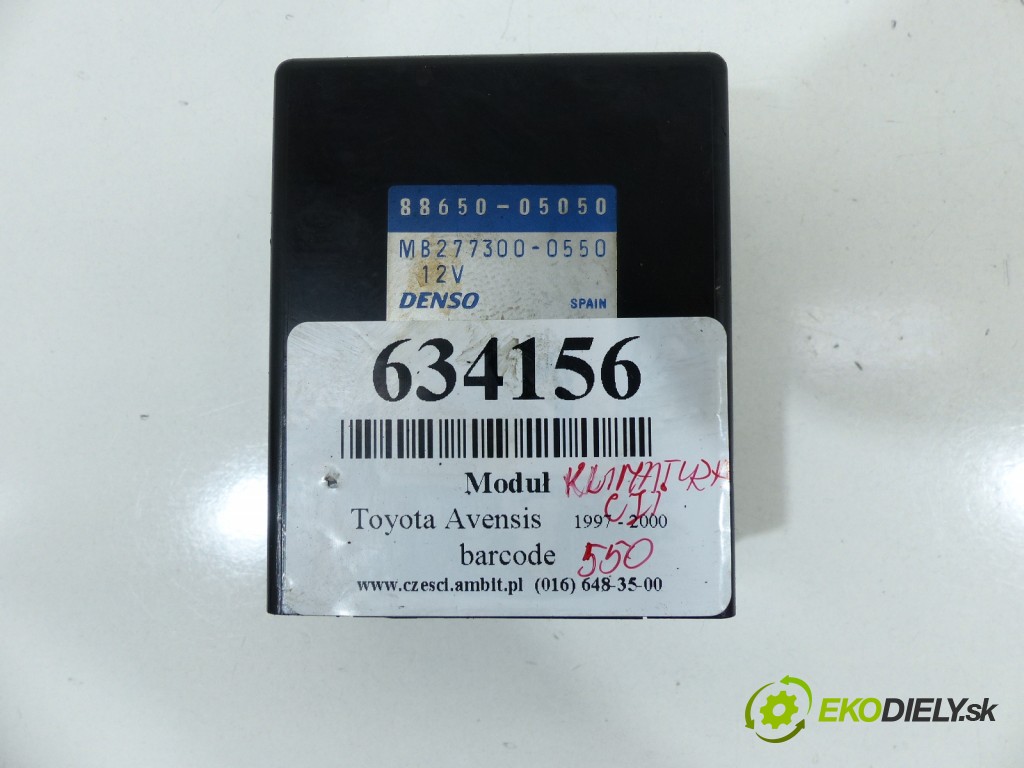 88650-05050
MB277300-0550
12V
DENSO SPAIN
634156
Moduł
Toyota Avensis 1997 - 2000
barcode 550
www.czesci.ambit.pl (016) 648-35-00
EKODIELY.sk